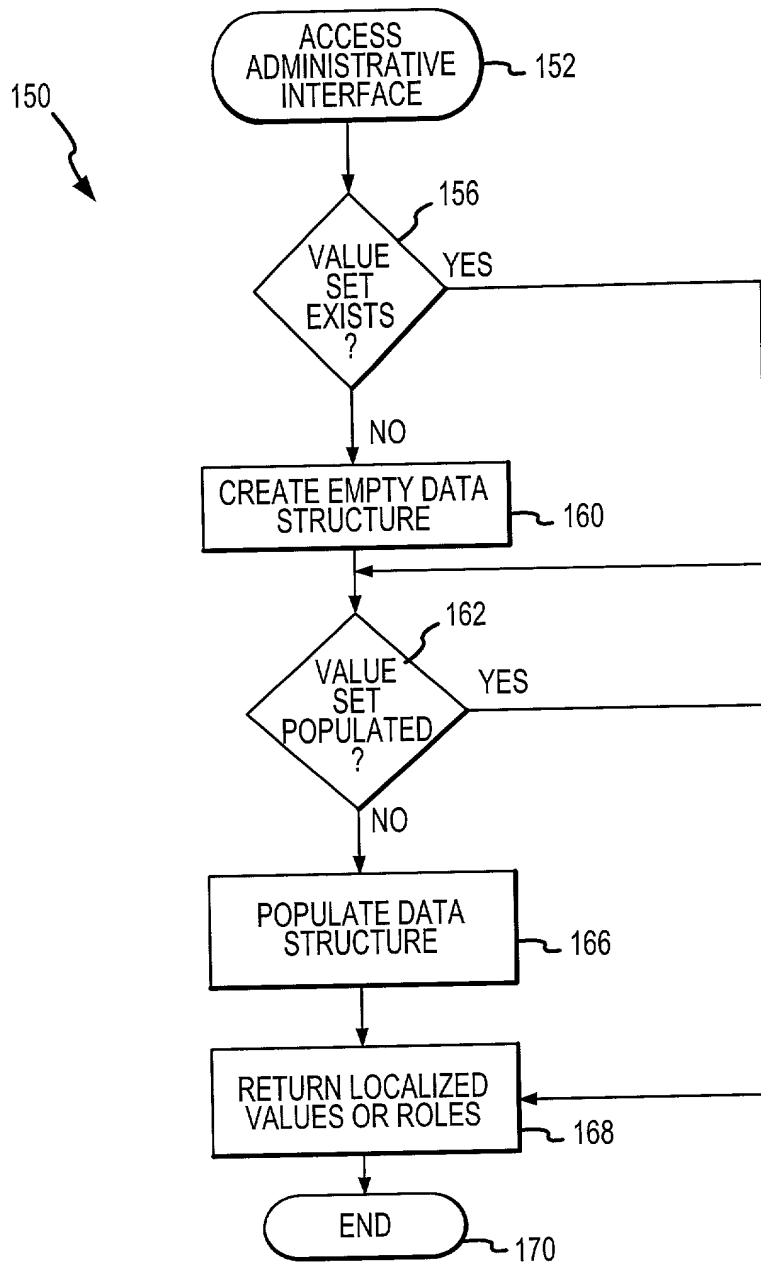 ACCESS
ADMINISTRATIVE
INTERFACE
152
150
156
VALUE
SET
EXISTS
?
YES
NO
CREATE EMPTY DATA
STRUCTURE
160
162
VALUE
SET
POPULATED
?
YES
NO
POPULATE DATA
STRUCTURE
166
RETURN LOCALIZED
VALUES OR ROLES
168
END
170